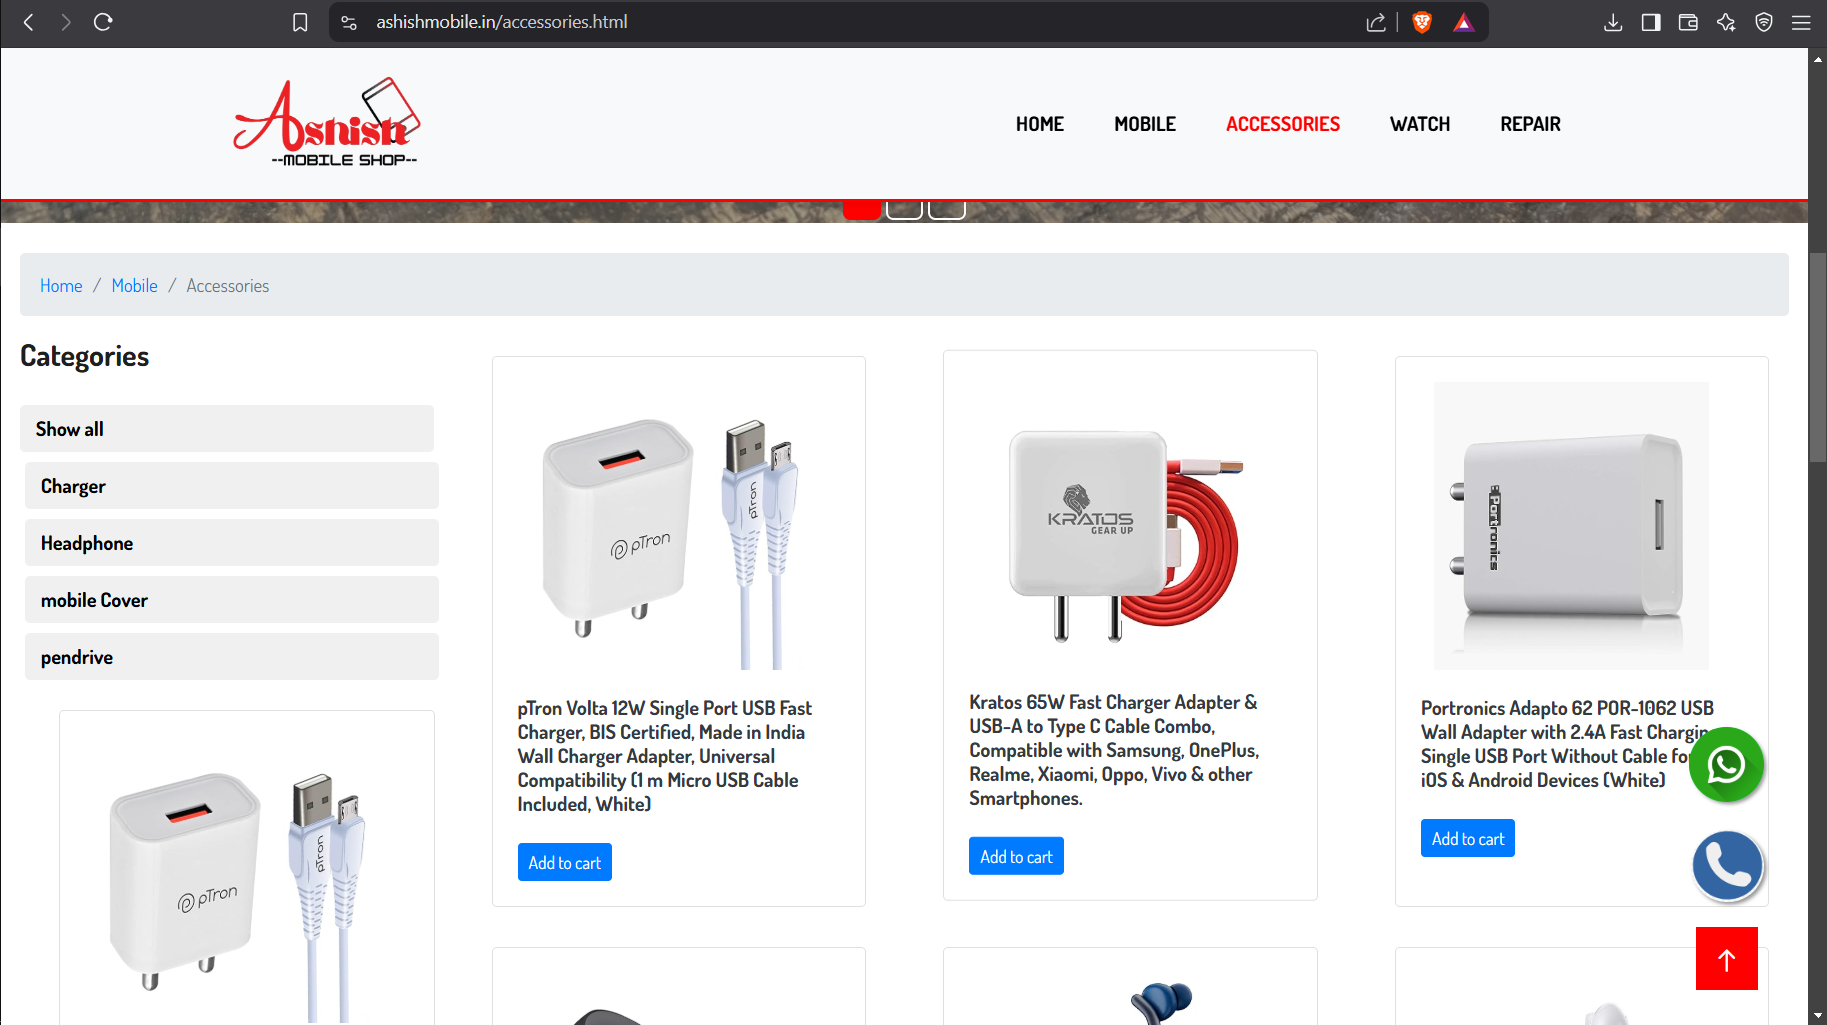 ashishmobile.in/accessories.html
Ashish
--MOBILE SHOP--
HOME
MOBILE
ACCESSORIES
WATCH
REPAIR
Home / Mobile / Accessories
Categories
Show all
Charger
Headphone
mobile Cover
pendrive
pTron
pTron
pTron
pTron
pTron Volta 12W Single Port USB Fast
Charger, BIS Certified, Made in India
Wall Charger Adapter, Universal
Compatibility (1 m Micro USB Cable
Included, White)
Add to cart
KRATOS
GEAR UP
Kratos 65W Fast Charger Adapter &
USB-A to Type C Cable Combo,
Compatible with Samsung, OnePlus,
Realme, Xiaomi, Oppo, Vivo & other
Smartphones.
Add to cart
Portronics
Portronics Adapto 62 POR-1062 USB
Wall Adapter with 2.4A Fast Charging
Single USB Port Without Cable for
iOS & Android Devices (White)
Add to cart